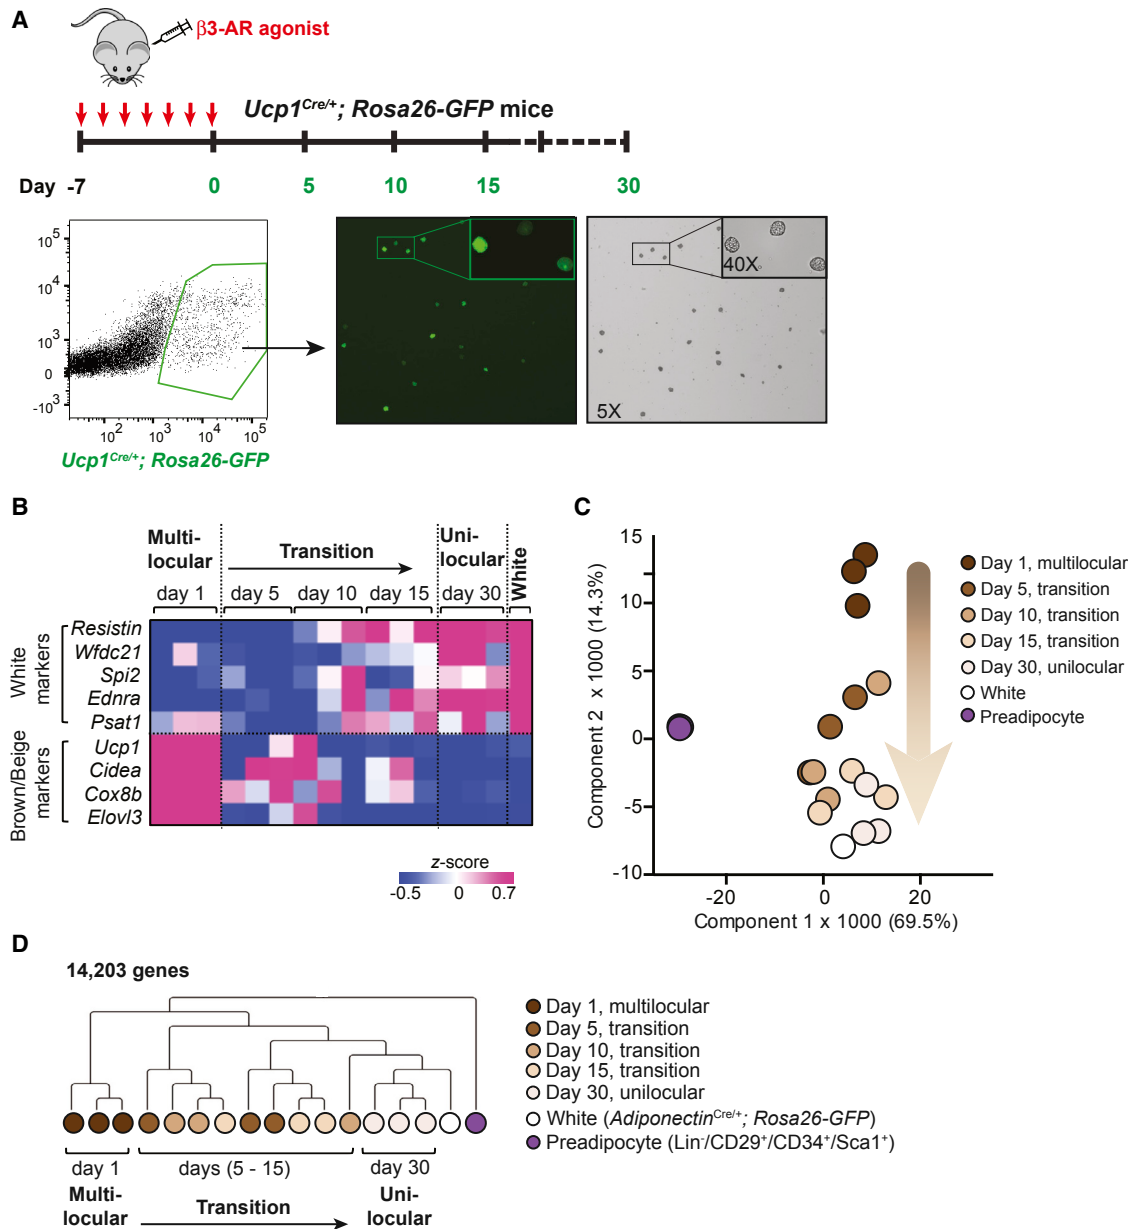 A
β3-AR agonist
Ucp1Cre/+; Rosa26-GFP mice
Day -7 0 5 10 15 30
10^5
10^4
10^3
0
-10^3
10^2 10^3 10^4 10^5
Ucp1Cre/+; Rosa26-GFP
40X
5X
B
Multi-
locular
Transition
Uni-
locular
White
day 1 day 5 day 10 day 15 day 30
White
markers
Resistin
Wfdc21
Spi2
Ednra
Psat1
Brown/Beige
markers
Ucp1
Cidea
Cox8b
Elovl3
z-score
-0.5 0 0.7
C
15
10
5
0
-5
-10
Component 2 x 1000 (14.3%)
-20 0 20
Component 1 x 1000 (69.5%)
Day 1, multilocular
Day 5, transition
Day 10, transition
Day 15, transition
Day 30, unilocular
White
Preadipocyte
D
14,203 genes
day 1 days (5 - 15) day 30
Multi-
locular
Transition
Uni-
locular
Day 1, multilocular
Day 5, transition
Day 10, transition
Day 15, transition
Day 30, unilocular
White (AdiponectinCre/+; Rosa26-GFP)
Preadipocyte (Lin-/CD29+/CD34+/Sca1+)